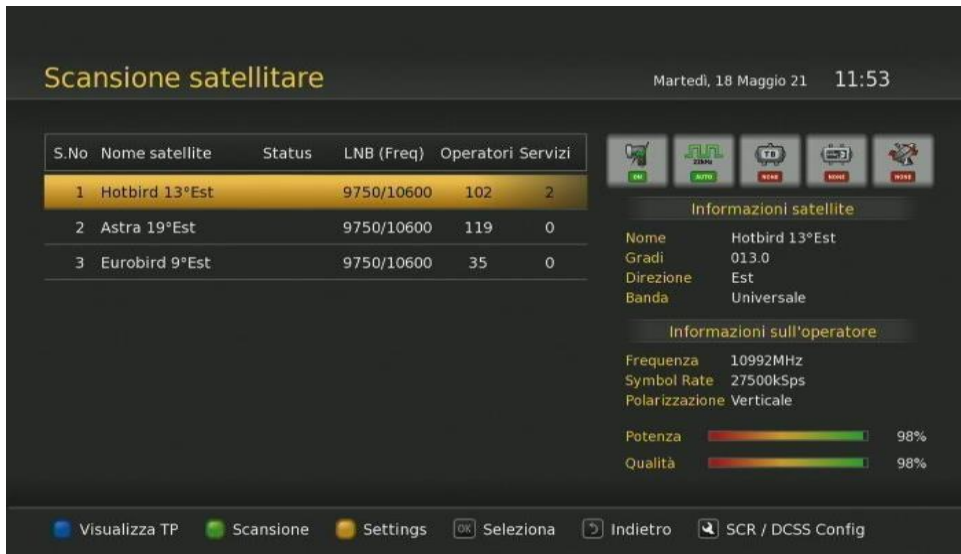 Scansione satellitare
Martedì, 18 Maggio 21 11:53
S.No Nome satellite Status LNB (Freq) Operatori Servizi
1 Hotbird 13°Est 9750/10600 102 2
2 Astra 19°Est 9750/10600 119 0
3 Eurobird 9°Est 9750/10600 35 0
ON
22kHz
AUTO
TB
NONE
NONE
NONE
Informazioni satellite
Nome Hotbird 13°Est
Gradi 013.0
Direzione Est
Banda Universale
Informazioni sull'operatore
Frequenza 10992MHz
Symbol Rate 27500kSps
Polarizzazione Verticale
Potenza 98%
Qualità 98%
Visualizza TP Scansione Settings OK Seleziona Indietro SCR / DCSS Config